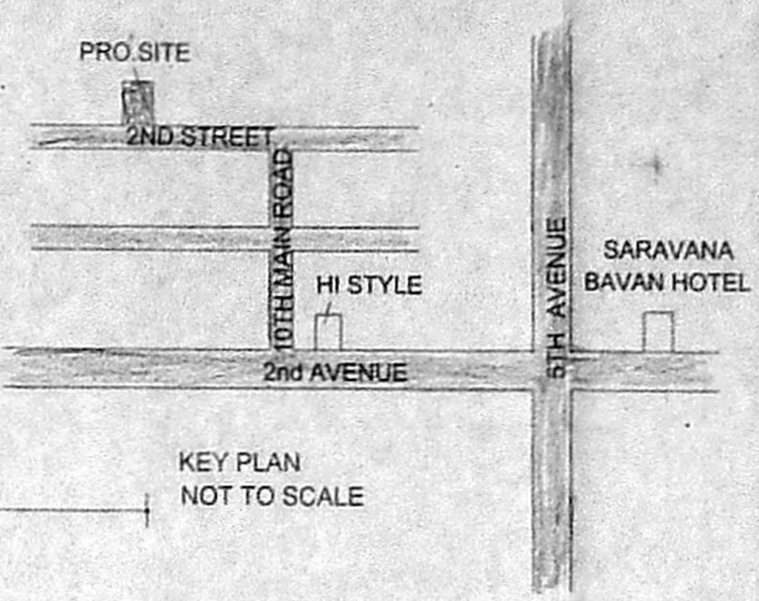 PRO.SITE
2ND STREET
10TH MAIN ROAD
HI STYLE
2nd AVENUE
5TH AVENUE
SARAVANA
BAVAN HOTEL
KEY PLAN
NOT TO SCALE